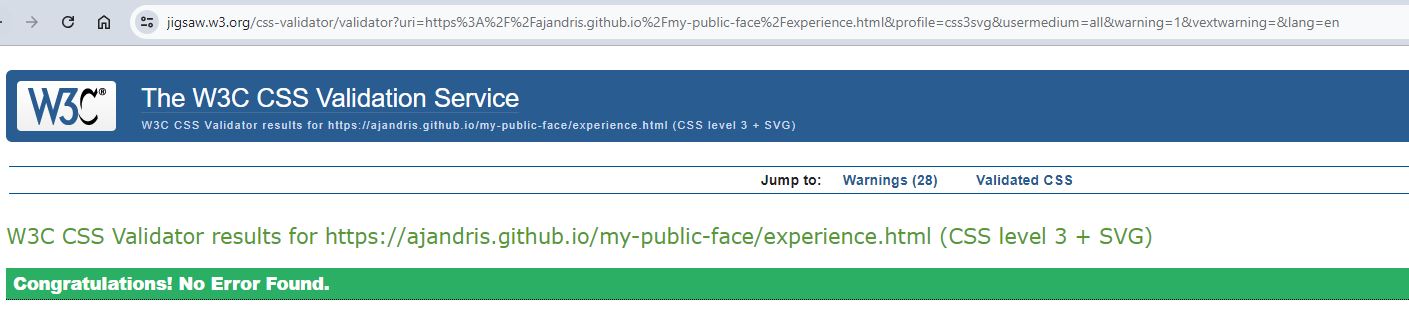 jigsaw.w3.org/css-validator/validator?uri=https%3A%2F%2Fajandris.github.io%2Fmy-public-face%2Fexperience.html&profile=css3svg&usermedium=all&warning=1&vextwarning=&lang=en
W3C®
The W3C CSS Validation Service
W3C CSS Validator results for https://ajandris.github.io/my-public-face/experience.html (CSS level 3 + SVG)
Jump to: Warnings (28) Validated CSS
W3C CSS Validator results for https://ajandris.github.io/my-public-face/experience.html (CSS level 3 + SVG)
Congratulations! No Error Found.